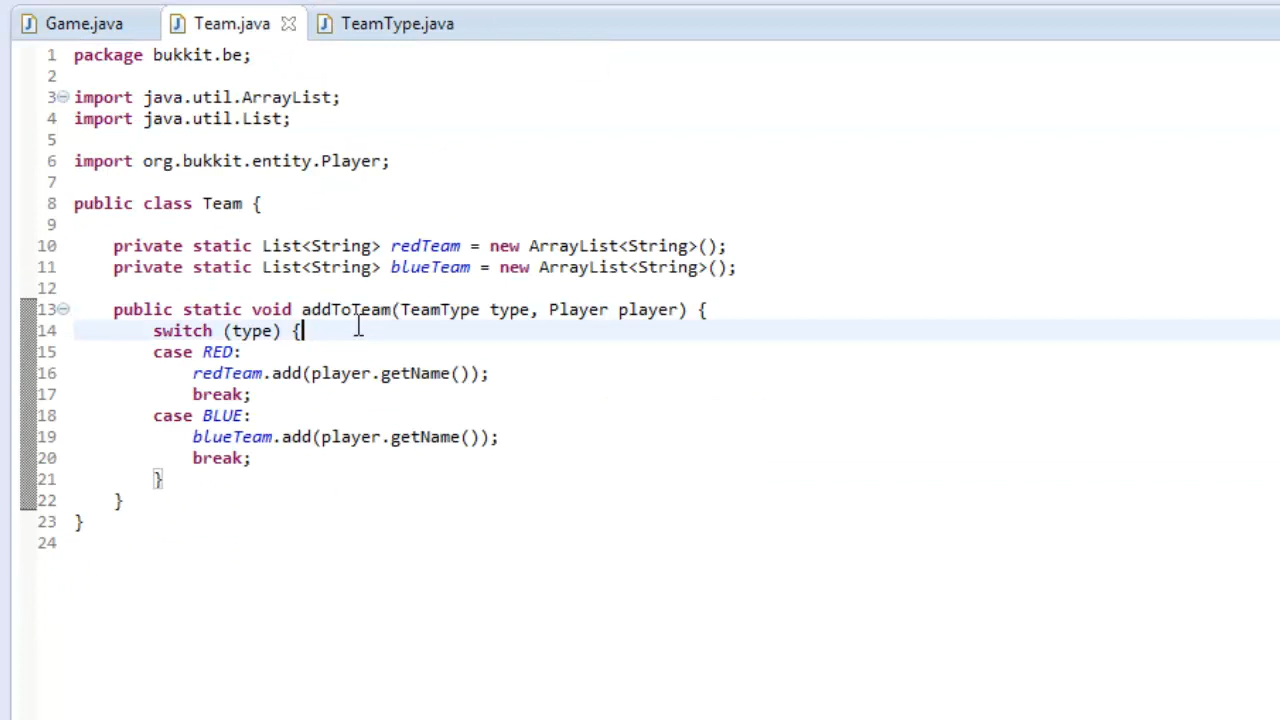 Game.java Team.java TeamType.java
1 package bukkit.be;
2
3 import java.util.ArrayList;
4 import java.util.List;
5
6 import org.bukkit.entity.Player;
7
8 public class Team {
9
10 private static List<String> redTeam = new ArrayList<String>();
11 private static List<String> blueTeam = new ArrayList<String>();
12
13 public static void addToTeam(TeamType type, Player player) {
14 switch (type) {
15 case RED:
16 redTeam.add(player.getName());
17 break;
18 case BLUE:
19 blueTeam.add(player.getName());
20 break;
21 }
22 }
23 }
24